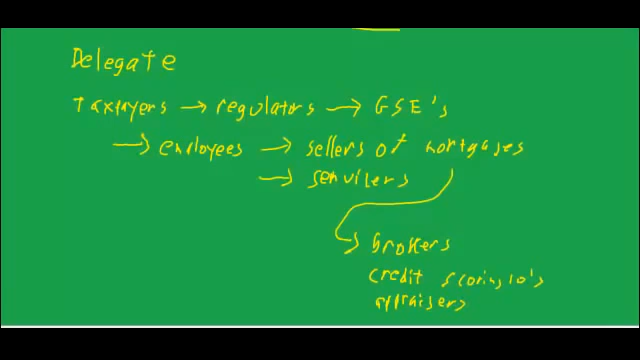 Delegate
Taxpayers → regulators → GSE's
→ employees → sellers of mortgages
→ servicers
→ brokers
credit scoring co's
appraisers